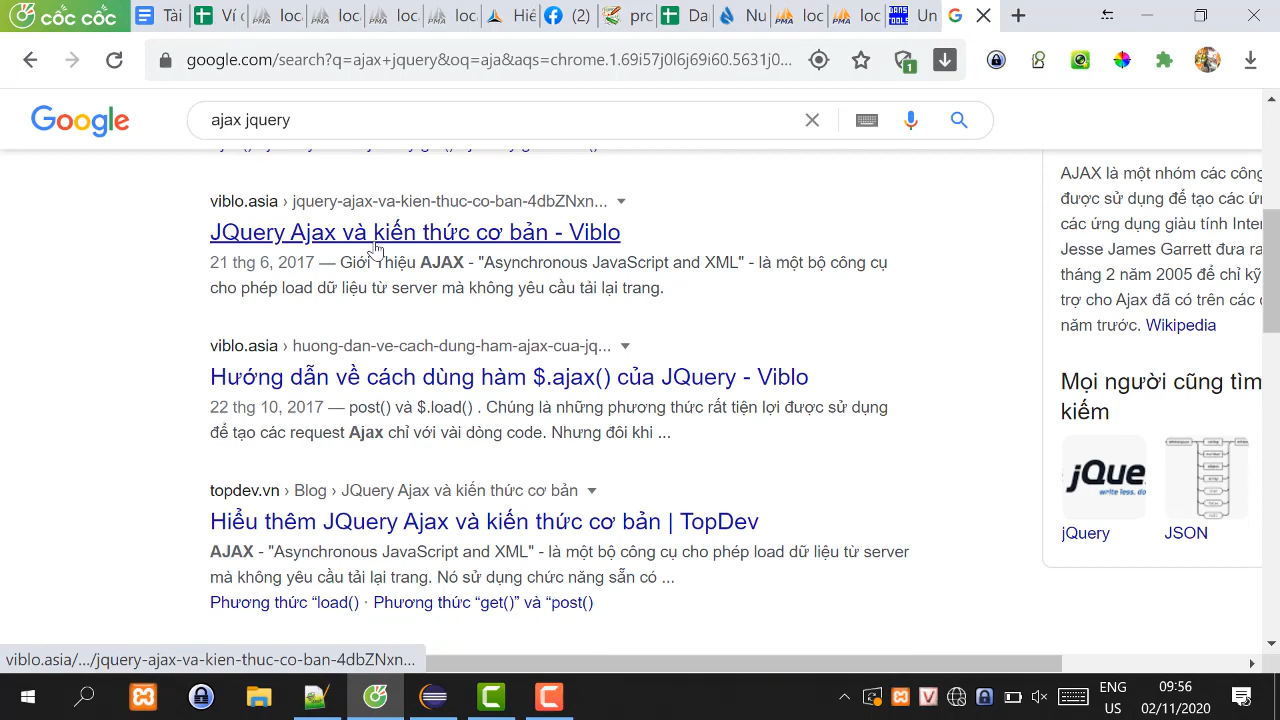 cốc cốc
Tài
Ví d
loc
loc
loc
loc
Hiể
(2)
prc
Da
Nu
loc
Un
google.com/search?q=ajax+jquery&oq=aja&aqs=chrome.1.69i57j0l6j69i60.5631j0...
1
Google
ajax jquery
viblo.asia › jquery-ajax-va-kien-thuc-co-ban-4dbZNxn...
JQuery Ajax và kiến thức cơ bản - Viblo
21 thg 6, 2017 — Giới Thiệu AJAX - "Asynchronous JavaScript and XML" - là một bộ công cụ
cho phép load dữ liệu từ server mà không yêu cầu tải lại trang.
viblo.asia › huong-dan-ve-cach-dung-ham-ajax-cua-jq...
Hướng dẫn về cách dùng hàm $.ajax() của JQuery - Viblo
22 thg 10, 2017 — post() và $.load() . Chúng là những phương thức rất tiện lợi được sử dụng
để tạo các request Ajax chỉ với vài dòng code. Nhưng đôi khi ...
topdev.vn › Blog › JQuery Ajax và kiến thức cơ bản
Hiểu thêm JQuery Ajax và kiến thức cơ bản | TopDev
AJAX - "Asynchronous JavaScript and XML" - là một bộ công cụ cho phép load dữ liệu từ server
mà không yêu cầu tải lại trang. Nó sử dụng chức năng sẵn có ...
Phương thức “load() · Phương thức “get()” và “post()
AJAX là một nhóm các công
được sử dụng để tạo các ứ
các ứng dụng giàu tính Inter
Jesse James Garrett đưa ra
tháng 2 năm 2005 để chỉ kỹ
trợ cho Ajax đã có trên các
năm trước. Wikipedia
Mọi người cũng tìm
kiếm
jQue
write less, do
jQuery
JSON
viblo.asia/.../jquery-ajax-va-kien-thuc-co-ban-4dbZNxn...
ENG
US
09:56
02/11/2020